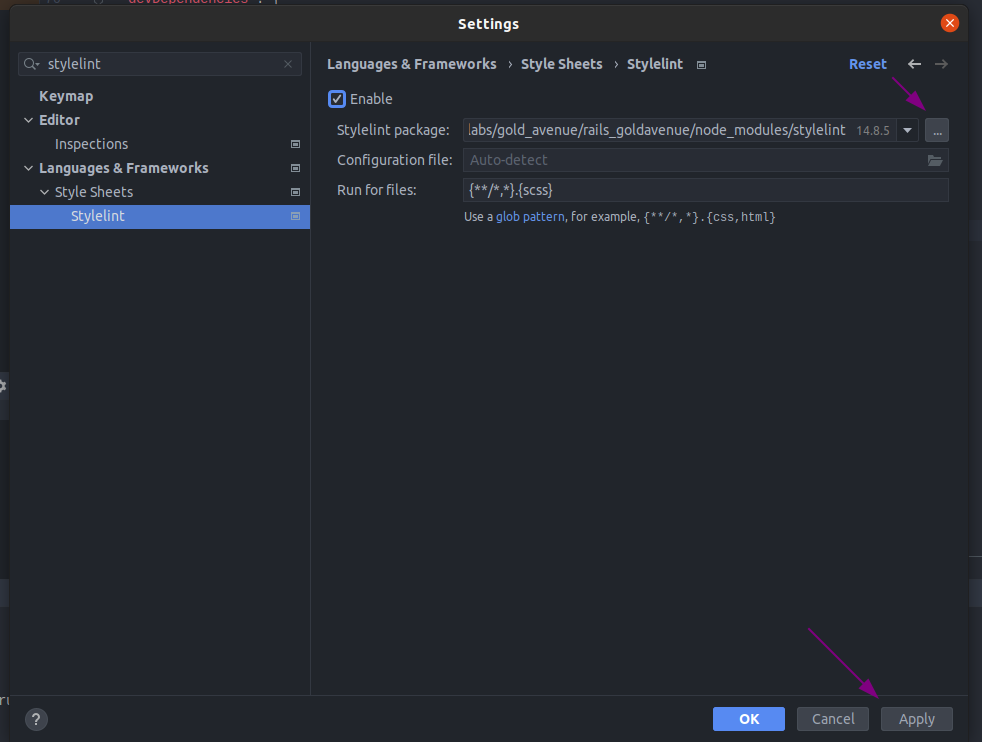 Settings
stylelint
Keymap
Editor
Inspections
Languages & Frameworks
Style Sheets
Stylelint
Languages & Frameworks › Style Sheets › Stylelint
Reset
Enable
Stylelint package: labs/gold_avenue/rails_goldavenue/node_modules/stylelint 14.8.5 ...
Configuration file: Auto-detect
Run for files: {**/*,*}.{scss}
Use a glob pattern, for example, {**/*,*}.{css,html}
? OK Cancel Apply